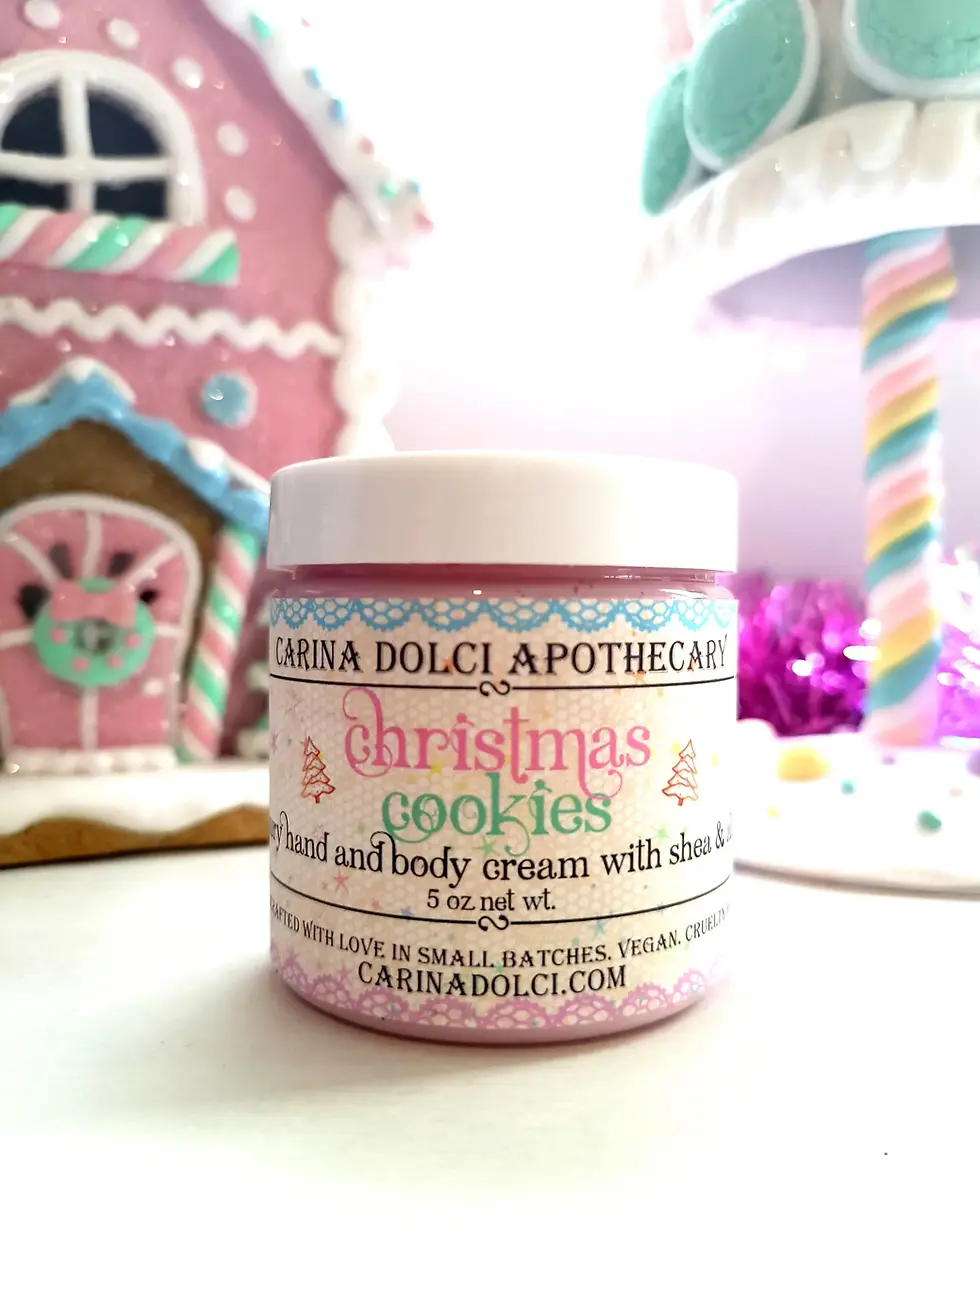 CARINA DOLCI APOTHECARY
christmas
cookies
hand and body cream with shea &
5 oz net wt.
WITH LOVE IN SMALL BATCHES. VEGAN.
CARINADOLCI.COM